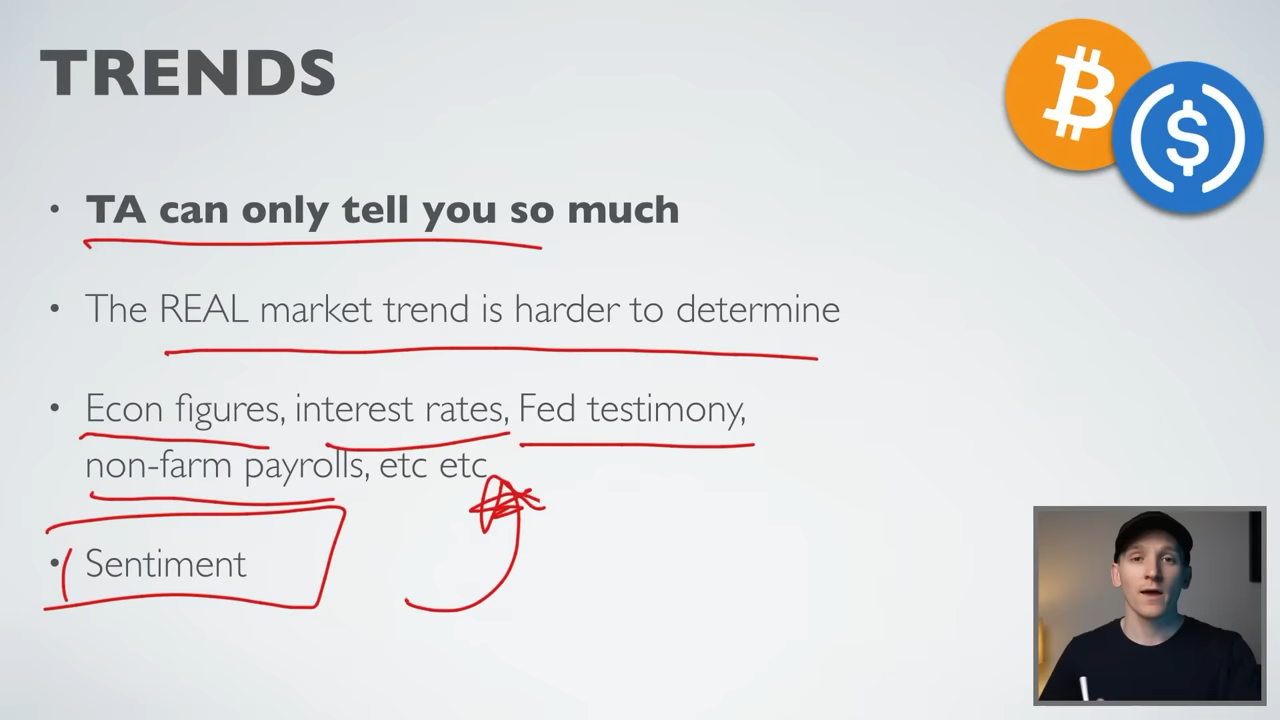 TRENDS
• TA can only tell you so much
• The REAL market trend is harder to determine
• Econ figures, interest rates, Fed testimony,
non-farm payrolls, etc etc
• Sentiment